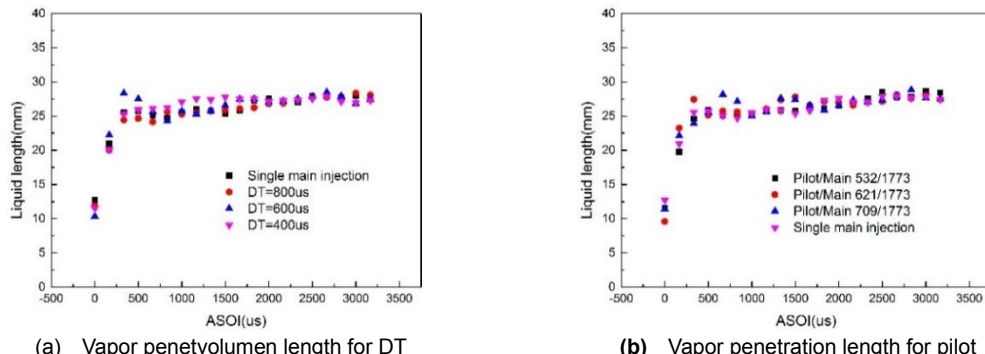 40
35
30
25
20
15
10
5
0
Liquid length(mm)
Single main injection
DT=800us
DT=600us
DT=400us
-500 0 500 1000 1500 2000 2500 3000 3500
ASOI(us)
(a) Vapor penetvolumen length for DT
40
35
30
25
20
15
10
5
0
Liquid length(mm)
Pilot/Main 532/1773
Pilot/Main 621/1773
Pilot/Main 709/1773
Single main injection
-500 0 500 1000 1500 2000 2500 3000 3500
ASOI(us)
(b) Vapor penetration length for pilot